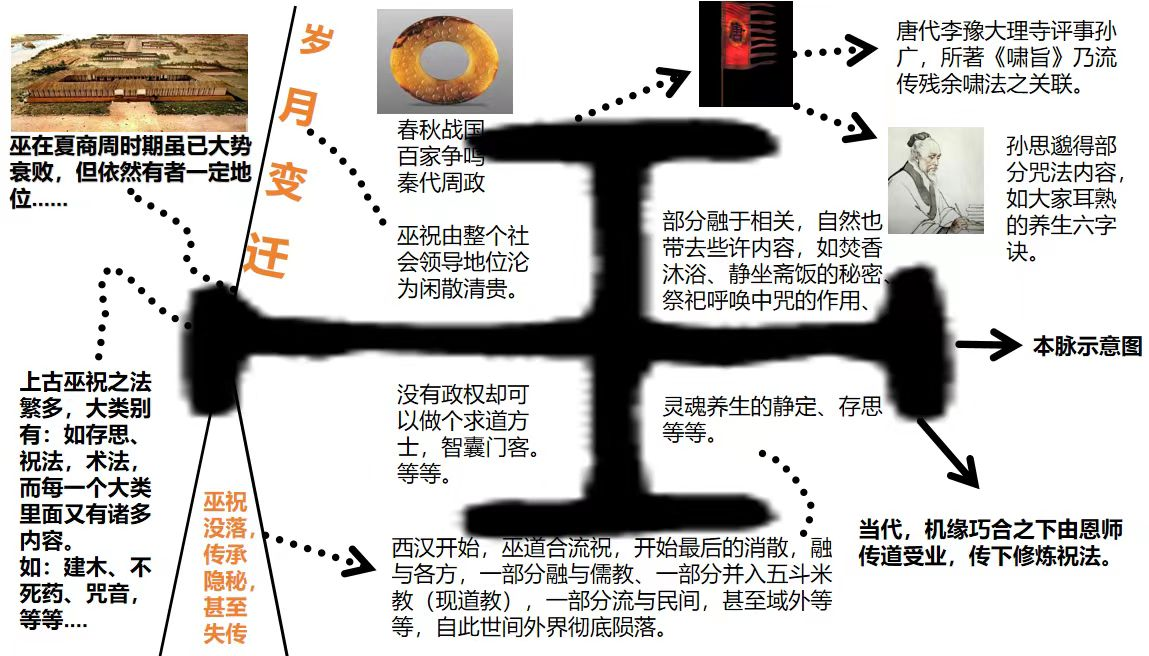 岁
月
变
迁
巫在夏商周时期虽已大势
衰败，但依然有者一定地
位......
春秋战国
百家争鸣
秦代周政
唐
唐代李豫大理寺评事孙
广，所著《啸旨》乃流
传残余啸法之关联。
孙思邈得部
分咒法内容，
如大家耳熟
的养生六字
诀。
巫祝由整个社
会领导地位沦
为闲散清贵。
部分融于相关，自然也
带去些许内容，如焚香
沐浴、静坐斋饭的秘密、
祭祀呼唤中咒的作用、
本脉示意图
上古巫祝之法
繁多，大类别
有：如存思、
祝法，术法，
而每一个大类
里面又有诸多
内容。
如：建木、不
死药、咒音，
等等....
没有政权却可
以做个求道方
士，智囊门客。
等等。
灵魂养生的静定、存思
等等。
巫祝
没落，
传承
隐秘，
甚至
失传
西汉开始，巫道合流祝，开始最后的消散，融
与各方，一部分融与儒教、一部分并入五斗米
教（现道教），一部分流与民间，甚至域外等
等，自此世间外界彻底陨落。
当代，机缘巧合之下由恩师
传道受业，传下修炼祝法。